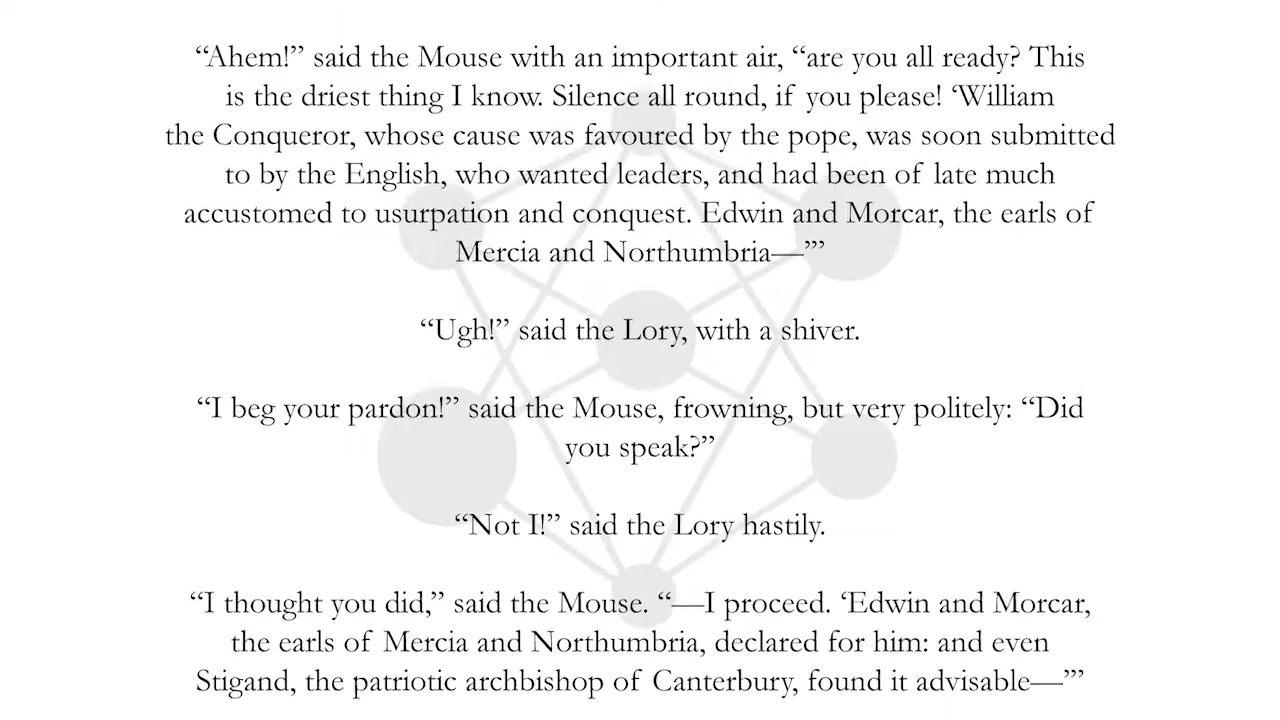 “Ahem!” said the Mouse with an important air, “are you all ready? This
is the driest thing I know. Silence all round, if you please! ‘William
the Conqueror, whose cause was favoured by the pope, was soon submitted
to by the English, who wanted leaders, and had been of late much
accustomed to usurpation and conquest. Edwin and Morcar, the earls of
Mercia and Northumbria—’”
“Ugh!” said the Lory, with a shiver.
“I beg your pardon!” said the Mouse, frowning, but very politely: “Did
you speak?”
“Not I!” said the Lory hastily.
“I thought you did,” said the Mouse. “—I proceed. ‘Edwin and Morcar,
the earls of Mercia and Northumbria, declared for him: and even
Stigand, the patriotic archbishop of Canterbury, found it advisable—’”